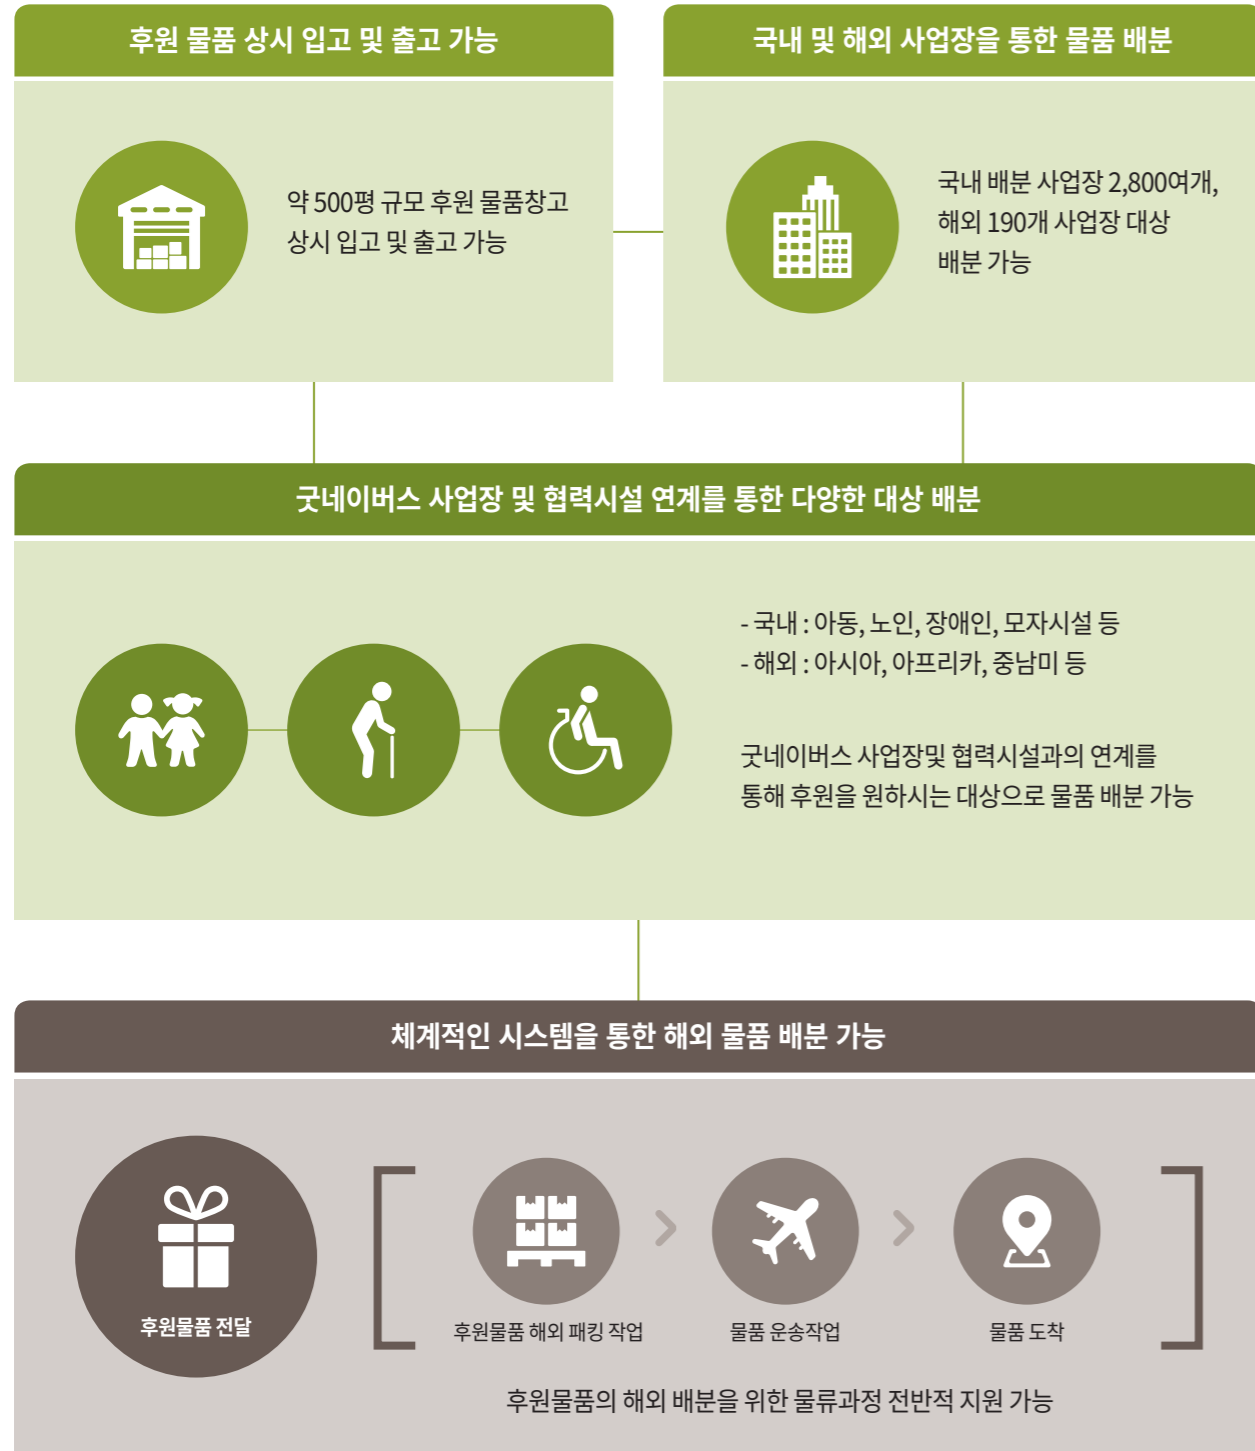 후원 물품 상시 입고 및 출고 가능
약 500평 규모 후원 물품창고
상시 입고 및 출고 가능
국내 및 해외 사업장을 통한 물품 배분
국내 배분 사업장 2,800여개,
해외 190개 사업장 대상
배분 가능
굿네이버스 사업장 및 협력시설 연계를 통한 다양한 대상 배분
- 국내 : 아동, 노인, 장애인, 모자시설 등
- 해외 : 아시아, 아프리카, 중남미 등
굿네이버스 사업장및 협력시설과의 연계를
통해 후원을 원하시는 대상으로 물품 배분 가능
체계적인 시스템을 통한 해외 물품 배분 가능
후원물품 전달
후원물품 해외 패킹 작업
물품 운송작업
물품 도착
후원물품의 해외 배분을 위한 물류과정 전반적 지원 가능